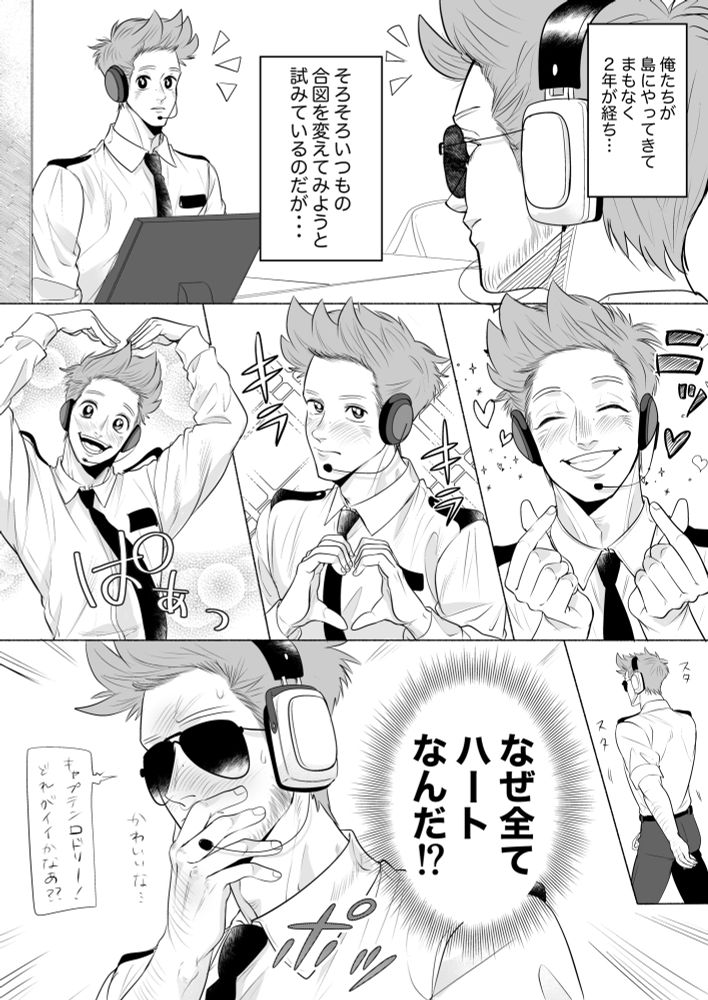 俺たちが
島にやってきて
まもなく
２年が経ち…
そろそろいつもの
合図を変えてみようと
試みているのだが・・・
ニコッ
キラ
キラ
ぱあっ
スタ
スタ
なぜ全て
ハート
なんだ!?
かわいいな…
ポッ
キャプテンロドリー！
どれがイイかなあ??